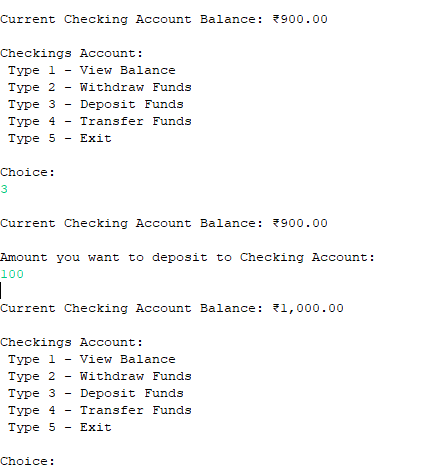 Current Checking Account Balance: ₹900.00
Checkings Account:
Type 1 - View Balance
Type 2 - Withdraw Funds
Type 3 - Deposit Funds
Type 4 - Transfer Funds
Type 5 - Exit
Choice:
3
Current Checking Account Balance: ₹900.00
Amount you want to deposit to Checking Account:
100
Current Checking Account Balance: ₹1,000.00
Checkings Account:
Type 1 - View Balance
Type 2 - Withdraw Funds
Type 3 - Deposit Funds
Type 4 - Transfer Funds
Type 5 - Exit
Choice: